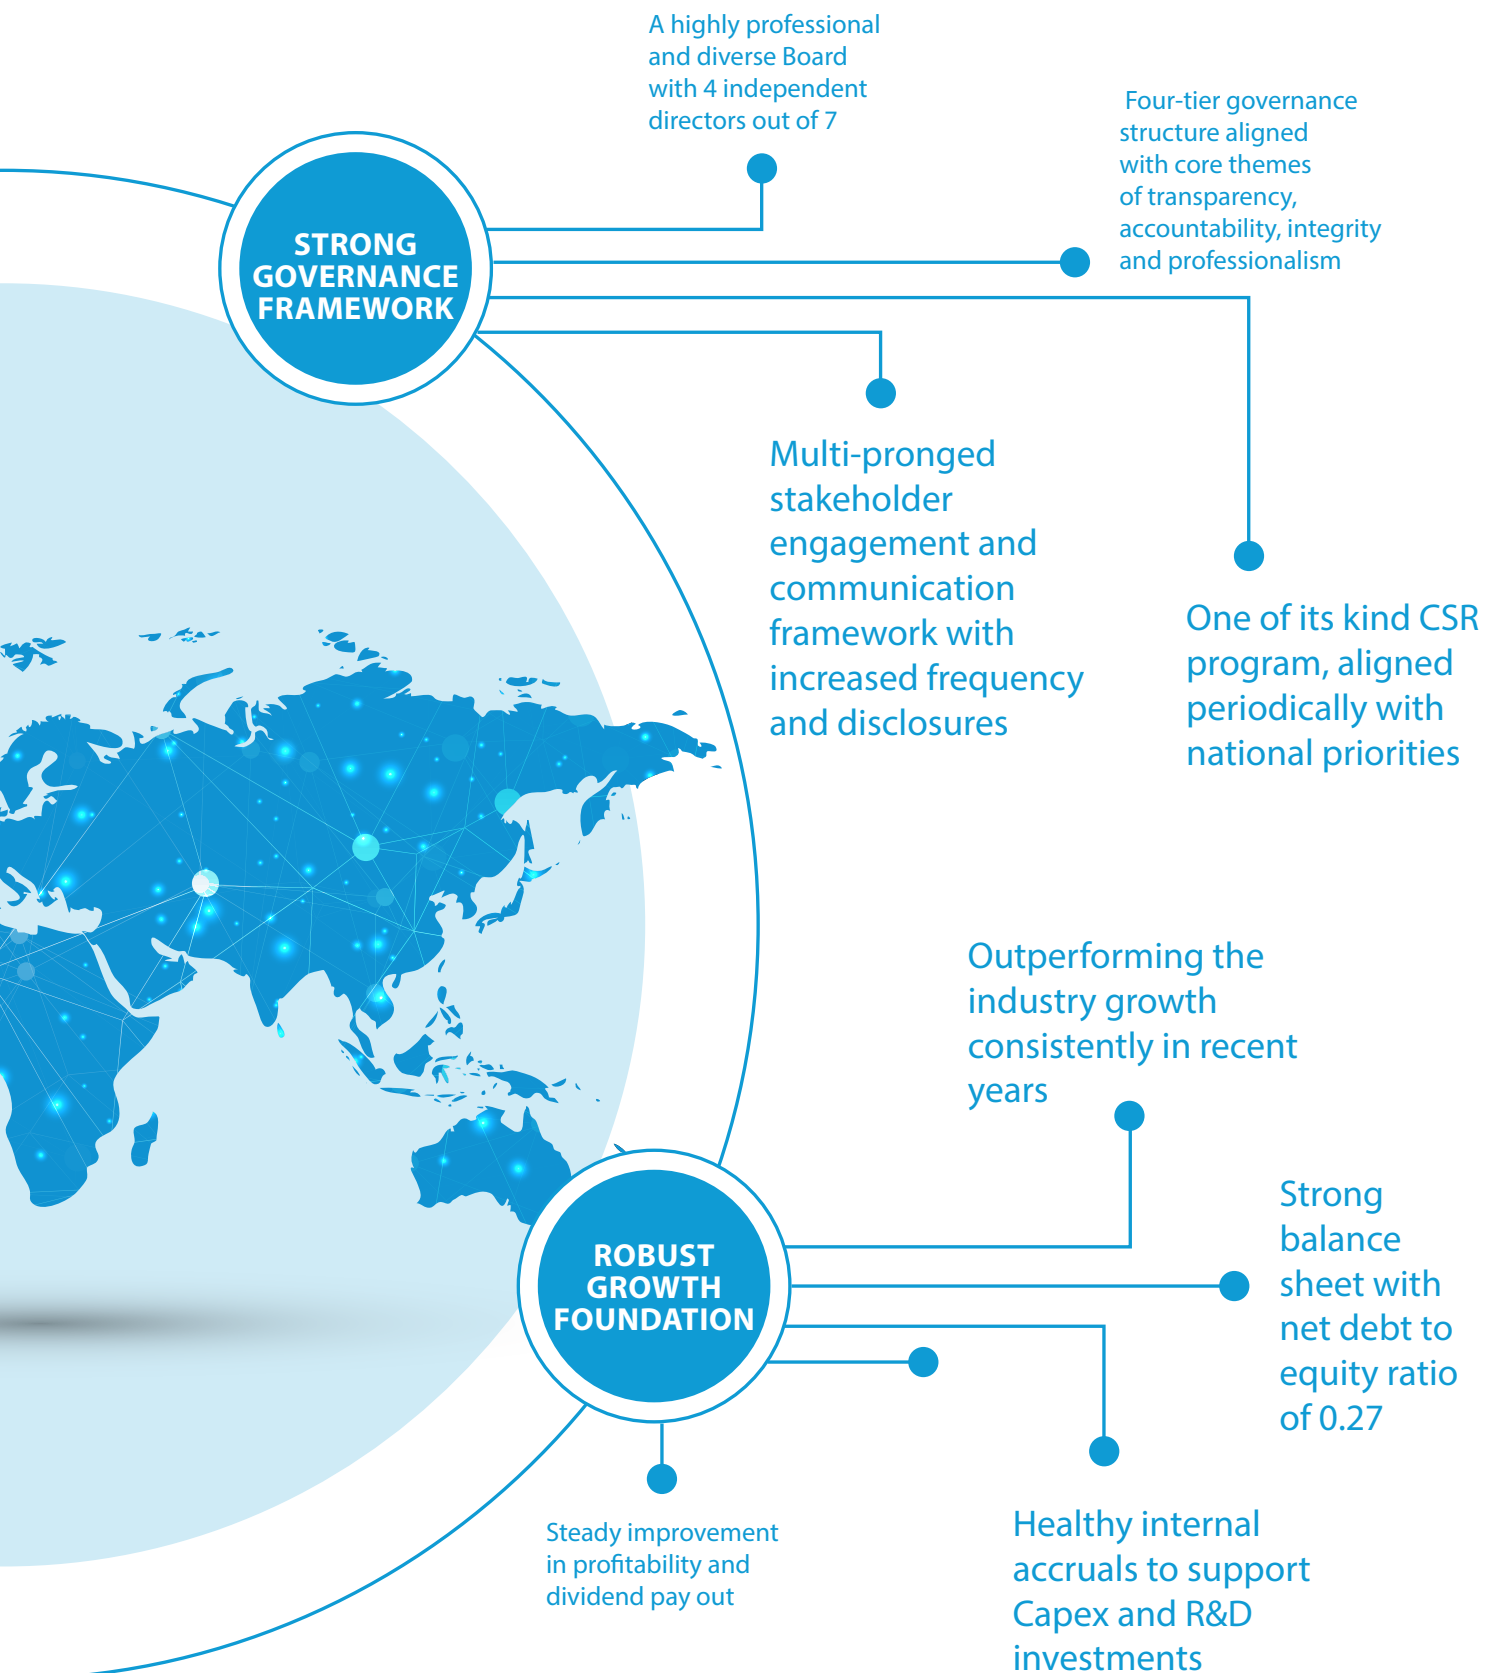 A highly professional
and diverse Board
with 4 independent
directors out of 7
Four-tier governance
structure aligned
with core themes
of transparency,
accountability, integrity
and professionalism
STRONG
GOVERNANCE
FRAMEWORK
Multi-pronged
stakeholder
engagement and
communication
framework with
increased frequency
and disclosures
One of its kind CSR
program, aligned
periodically with
national priorities
Outperforming the
industry growth
consistently in recent
years
Strong
balance
sheet with
net debt to
equity ratio
of 0.27
ROBUST
GROWTH
FOUNDATION
Steady improvement
in profitability and
dividend pay out
Healthy internal
accruals to support
Capex and R&D
investments